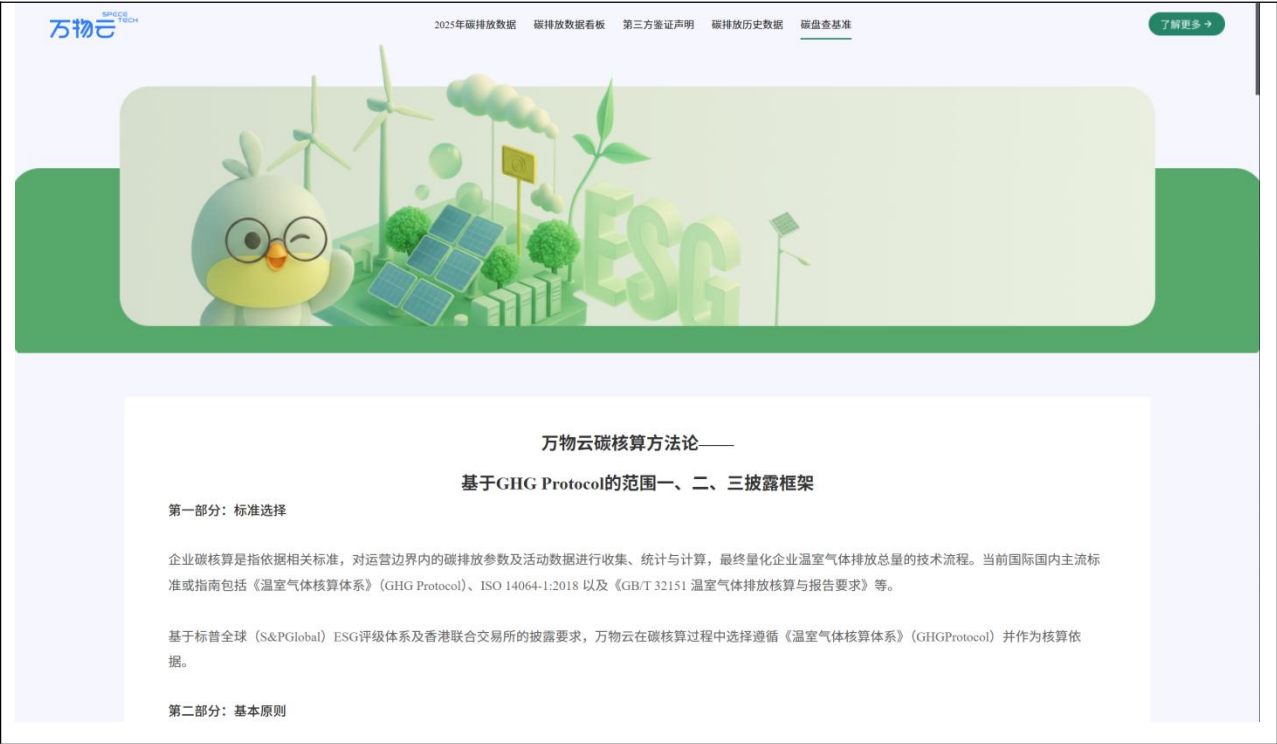 万物云 SPECE TECH
2025年碳排放数据 碳排放数据看板 第三方鉴证声明 碳排放历史数据 碳盘查基准
了解更多 →
ESG
万物云碳核算方法论——
基于GHG Protocol的范围一、二、三披露框架
第一部分：标准选择
企业碳核算是指依据相关标准，对运营边界内的碳排放参数及活动数据进行收集、统计与计算，最终量化企业温室气体排放总量的技术流程。当前国际国内主流标
准或指南包括《温室气体核算体系》（GHG Protocol）、ISO 14064-1:2018 以及《GB/T 32151 温室气体排放核算与报告要求》等。
基于标普全球（S&PGlobal）ESG评级体系及香港联合交易所的披露要求，万物云在碳核算过程中选择遵循《温室气体核算体系》（GHGProtocol）并作为核算依
据。
第二部分：基本原则